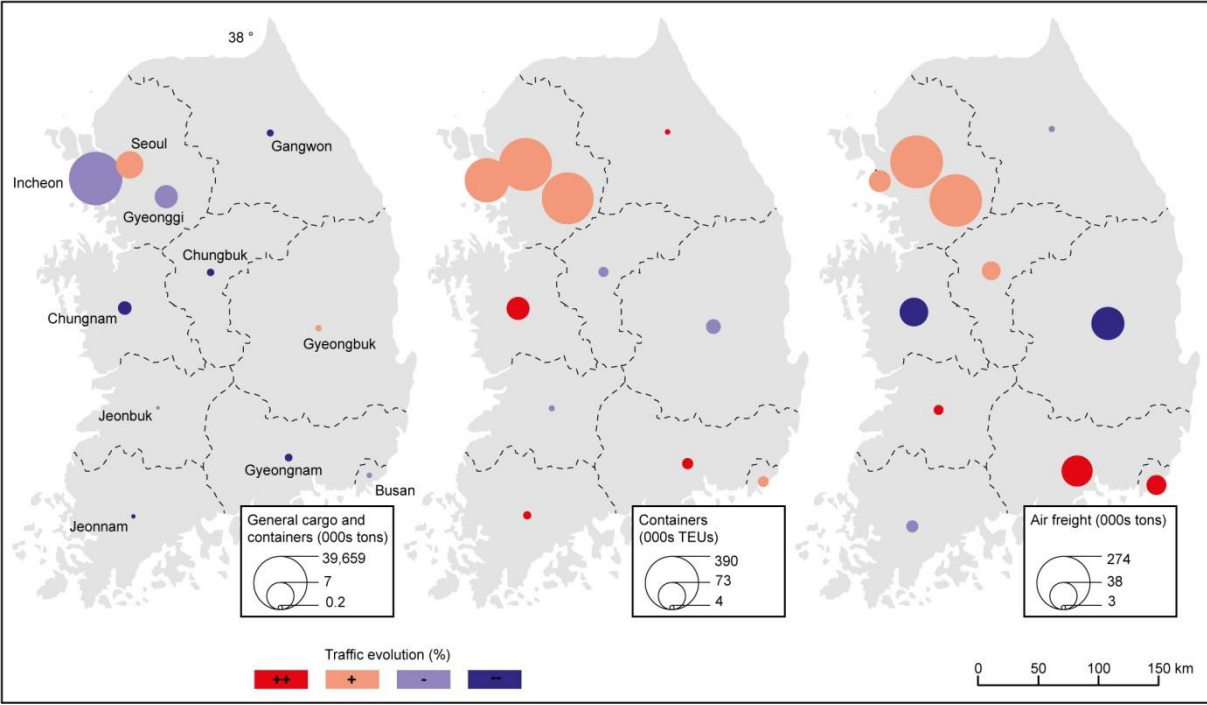 38 °
Seoul
Gangwon
Incheon
Gyeonggi
Chungbuk
Chungnam
Gyeongbuk
Jeonbuk
Gyeongnam
Busan
Jeonnam
General cargo and
containers (000s tons)
39,659
7
0.2
Containers
(000s TEUs)
390
73
4
Air freight (000s tons)
274
38
3
Traffic evolution (%)
++ + - --
0 50 100 150 km